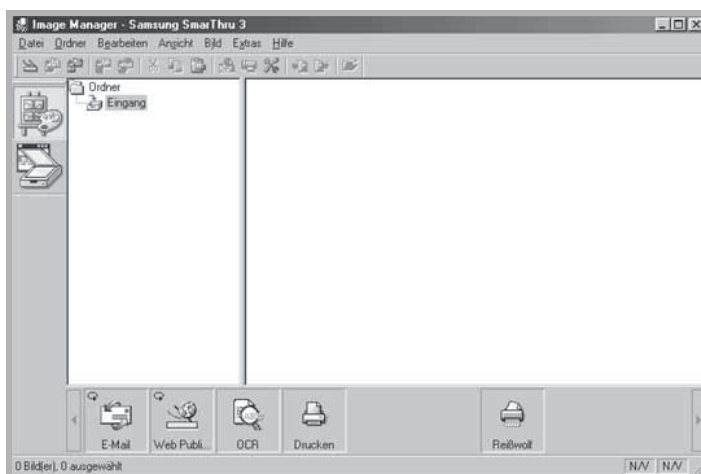 Image Manager - Samsung SmarThru 3
Datei Ordner Bearbeiten Ansicht Bild Extras Hilfe
Ordner
Eingang
E-Mail Web Publi... OCR Drucken Reißwolf
0 Bild(er), 0 ausgewählt N/V N/V